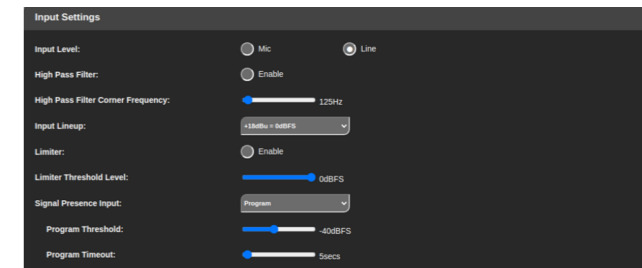 Input Settings
Input Level: Mic Line
High Pass Filter: Enable
High Pass Filter Corner Frequency: 125Hz
Input Lineup: +18dBu = 0dBFS
Limiter: Enable
Limiter Threshold Level: 0dBFS
Signal Presence Input: Program
Program Threshold: -40dBFS
Program Timeout: 5secs